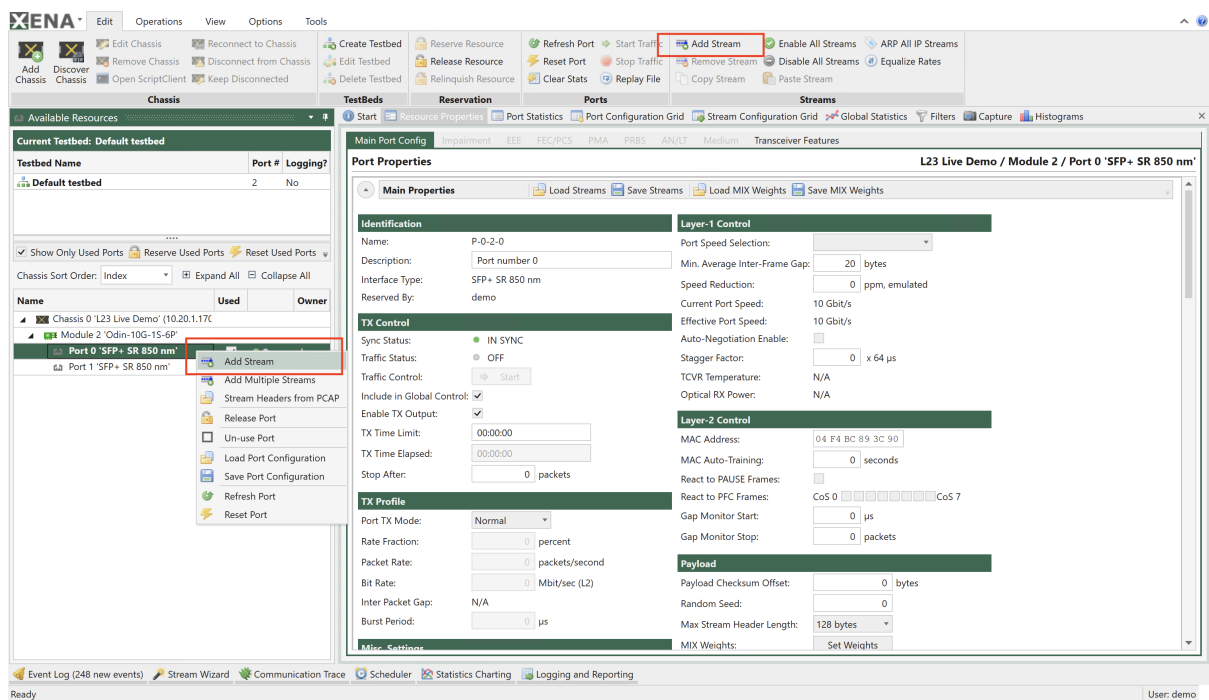 XENA Edit Operations View Options Tools
Edit Chassis Reconnect to Chassis Create Testbed Reserve Resource Refresh Port Start Traffic Add Stream Enable All Streams ARP All IP Streams
Add Chassis Discover Chassis Remove Chassis Disconnect from Chassis Edit Testbed Release Resource Reset Port Stop Traffic Remove Stream Disable All Streams Equalize Rates
Open ScriptClient Keep Disconnected Delete Testbed Relinquish Resource Clear Stats Replay File Copy Stream Paste Stream
Chassis TestBeds Reservation Ports Streams
Available Resources
Start Resource Properties Port Statistics Port Configuration Grid Stream Configuration Grid Global Statistics Filters Capture Histograms
Current Testbed: Default testbed
Testbed Name Port # Logging?
Default testbed 2 No
Show Only Used Ports Reserve Used Ports Reset Used Ports
Chassis Sort Order: Index Expand All Collapse All
Name Used Owner
Chassis 0 'L23 Live Demo' (10.20.1.17(
Module 2 'Odin-10G-1S-6P'
Port 0 'SFP+ SR 850 nm'
Port 1 'SFP+ SR 850 nm'
Add Stream
Add Multiple Streams
Stream Headers from PCAP
Release Port
Un-use Port
Load Port Configuration
Save Port Configuration
Refresh Port
Reset Port
Main Port Config Impairment EEE FEC/PCS PMA PRBS AN/LT Medium Transceiver Features
Port Properties L23 Live Demo / Module 2 / Port 0 'SFP+ SR 850 nm'
Main Properties Load Streams Save Streams Load MIX Weights Save MIX Weights
Identification
Name: P-0-2-0
Description: Port number 0
Interface Type: SFP+ SR 850 nm
Reserved By: demo
TX Control
Sync Status: IN SYNC
Traffic Status: OFF
Traffic Control: Start
Include in Global Control:
Enable TX Output:
TX Time Limit: 00:00:00
TX Time Elapsed: 00:00:00
Stop After: 0 packets
TX Profile
Port TX Mode: Normal
Rate Fraction: 0 percent
Packet Rate: 0 packets/second
Bit Rate: 0 Mbit/sec (L2)
Inter Packet Gap: N/A
Burst Period: 0 µs
Misc. Settings
Layer-1 Control
Port Speed Selection:
Min. Average Inter-Frame Gap: 20 bytes
Speed Reduction: 0 ppm, emulated
Current Port Speed: 10 Gbit/s
Effective Port Speed: 10 Gbit/s
Auto-Negotiation Enable:
Stagger Factor: 0 x 64 µs
TCVR Temperature: N/A
Optical RX Power: N/A
Layer-2 Control
MAC Address: 04 F4 BC 89 3C 90
MAC Auto-Training: 0 seconds
React to PAUSE Frames:
React to PFC Frames: CoS 0 CoS 7
Gap Monitor Start: 0 µs
Gap Monitor Stop: 0 packets
Payload
Payload Checksum Offset: 0 bytes
Random Seed: 0
Max Stream Header Length: 128 bytes
MIX Weights: Set Weights
Event Log (248 new events) Stream Wizard Communication Trace Scheduler Statistics Charting Logging and Reporting
Ready User: demo